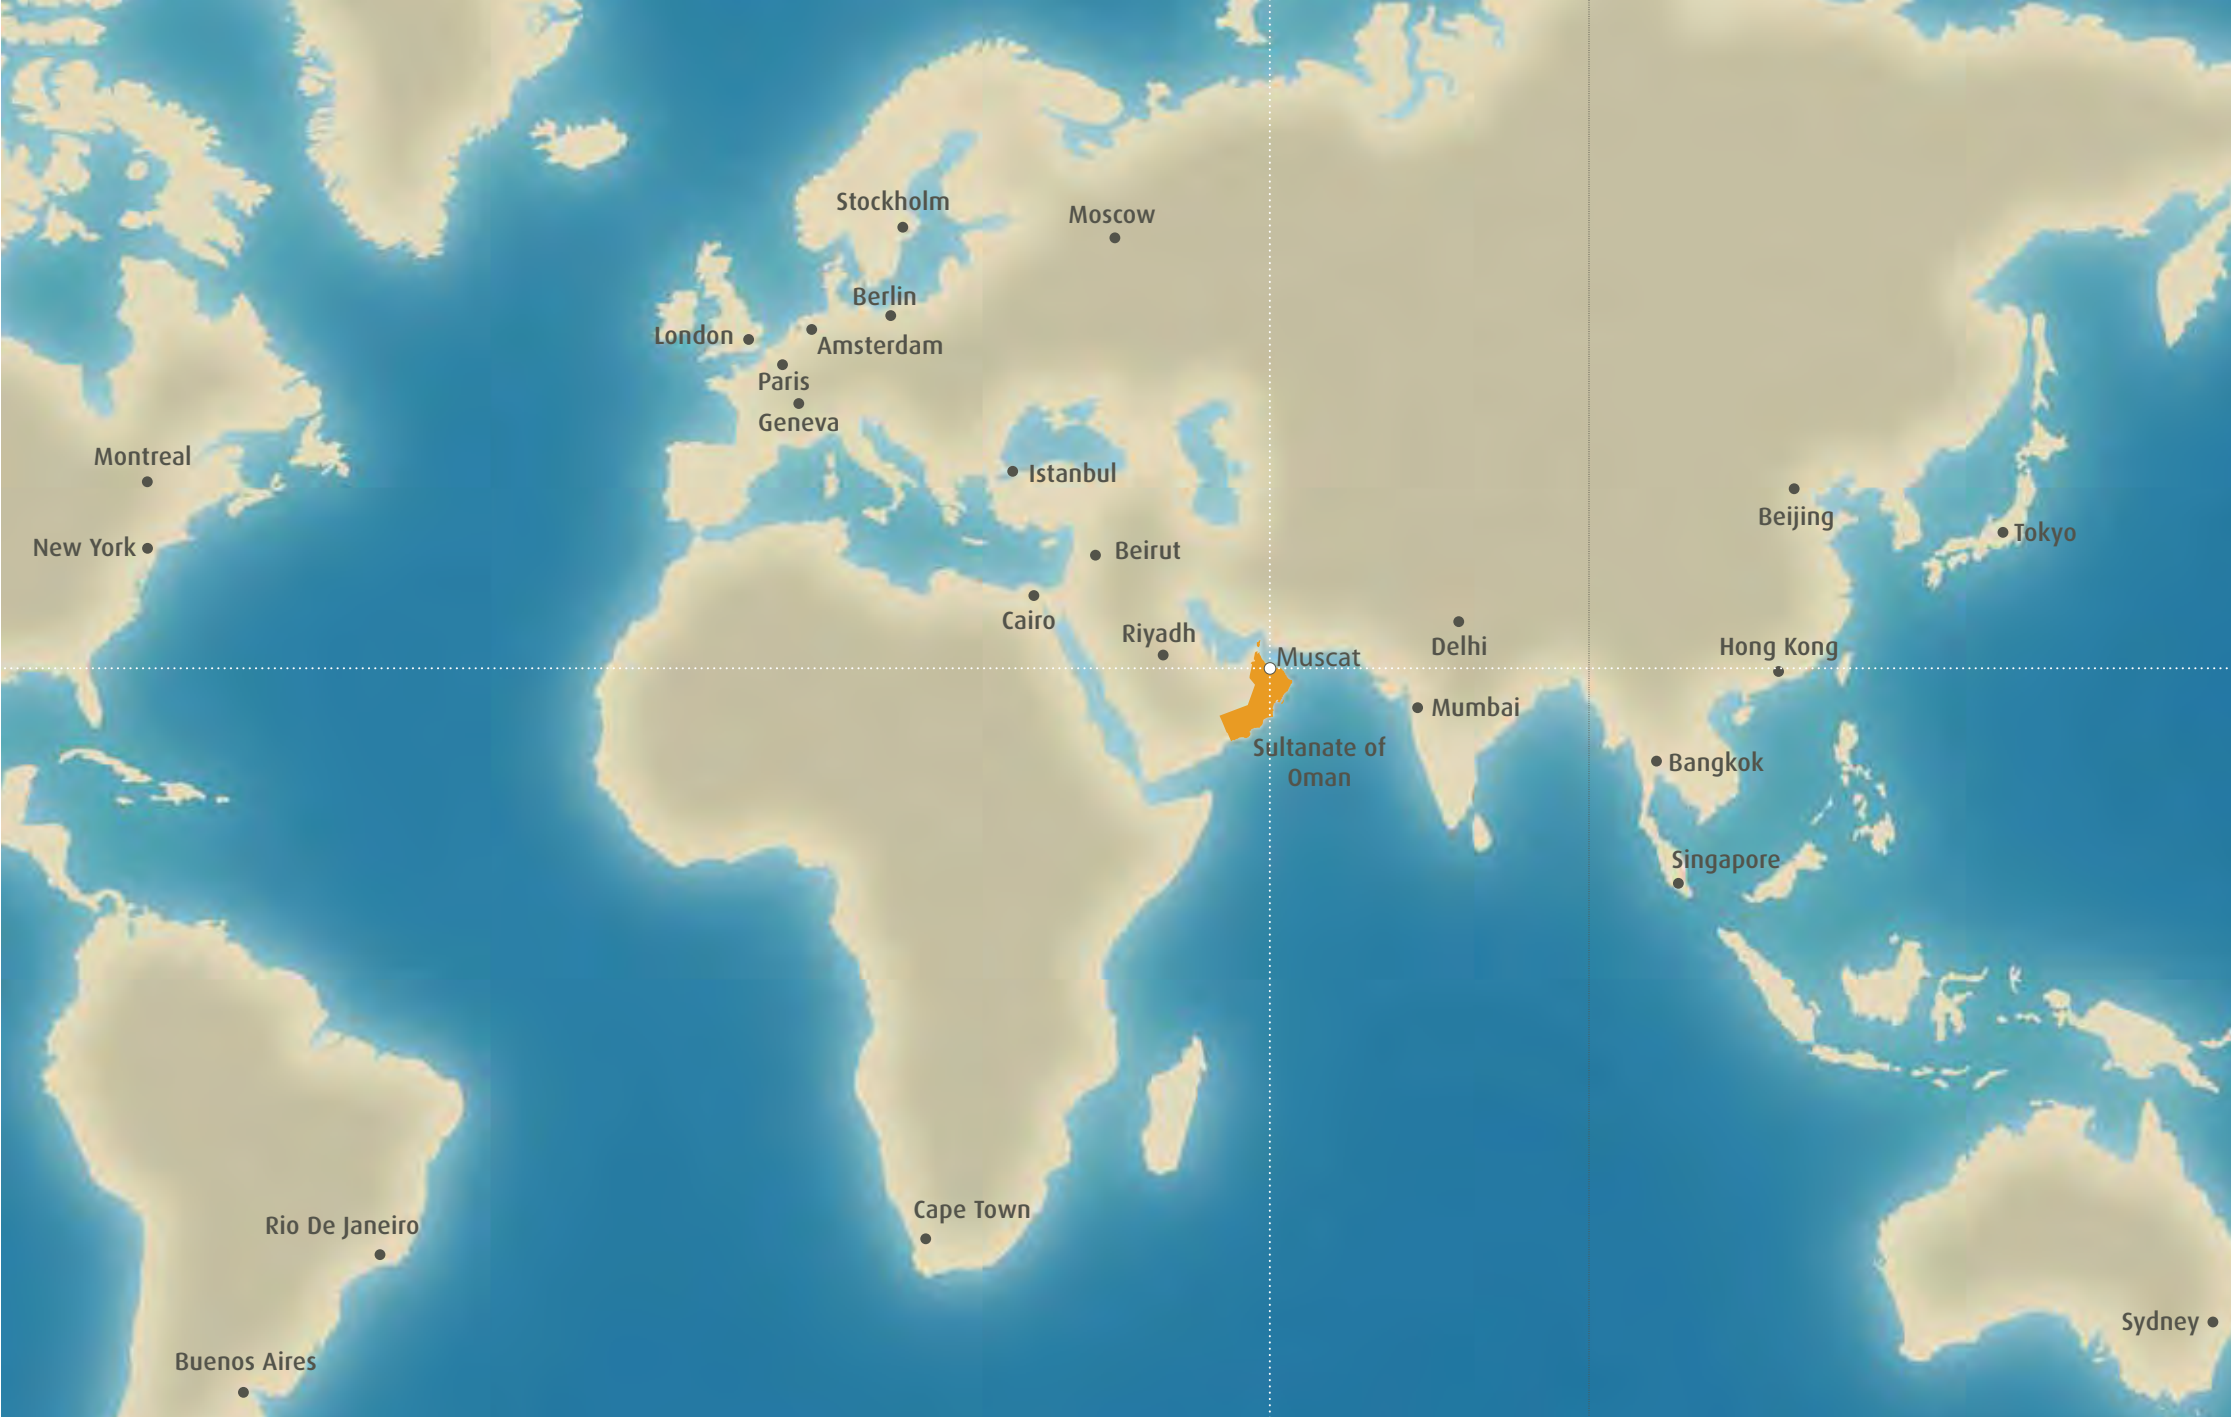 Stockholm
Moscow
Berlin
London
Amsterdam
Paris
Geneva
Montreal
Istanbul
Beijing
New York
Tokyo
Beirut
Cairo
Riyadh
Delhi
Hong Kong
Muscat
Mumbai
Sultanate of
Oman
Bangkok
Singapore
Cape Town
Rio De Janeiro
Sydney
Buenos Aires